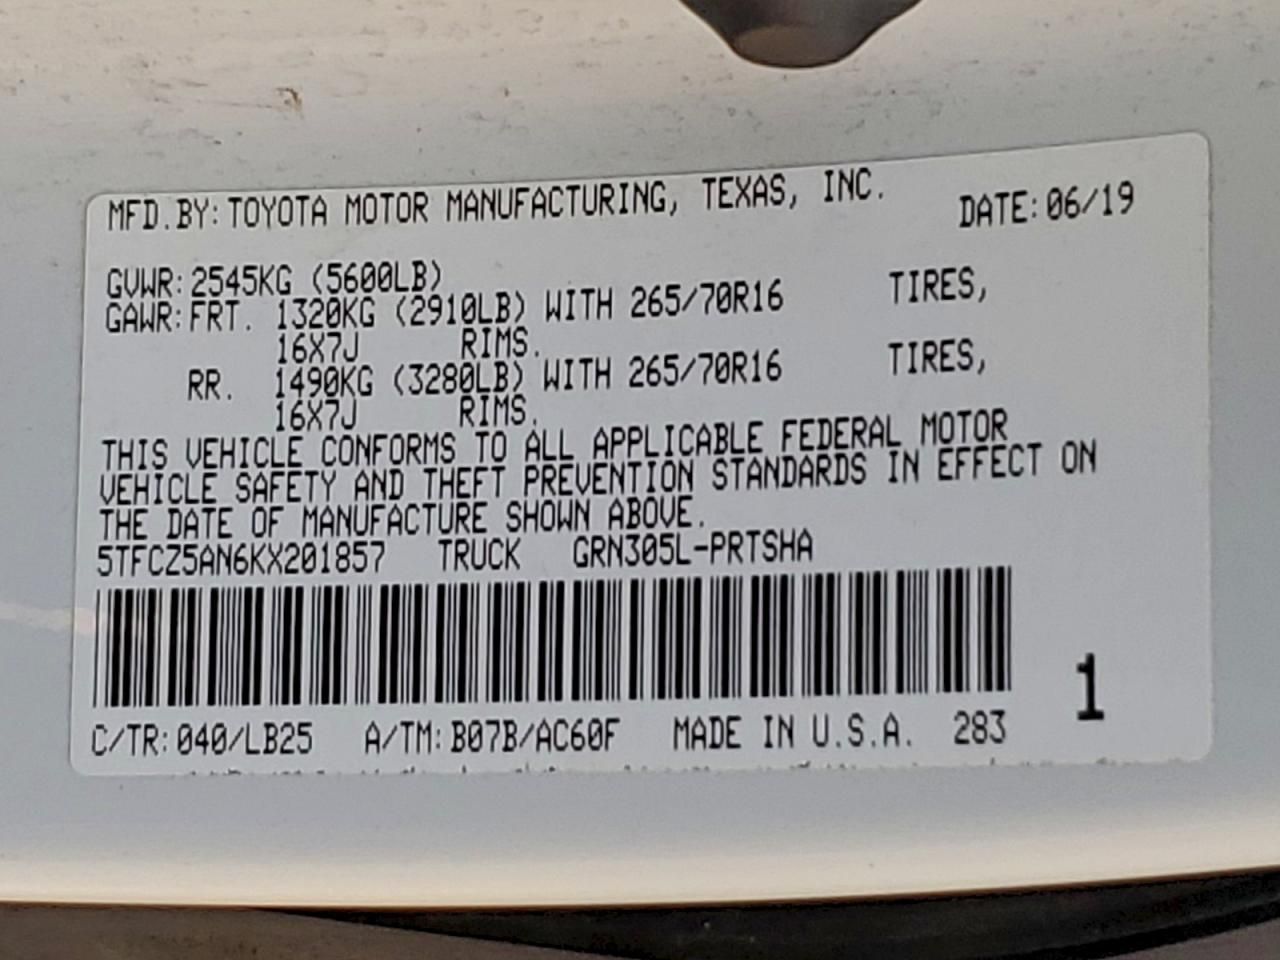 MFD.BY:TOYOTA MOTOR MANUFACTURING, TEXAS, INC. DATE:06/19
GVWR:2545KG (5600LB)
GAWR:FRT. 1320KG (2910LB) WITH 265/70R16 TIRES,
16X7J RIMS.
RR. 1490KG (3280LB) WITH 265/70R16 TIRES,
16X7J RIMS.
THIS VEHICLE CONFORMS TO ALL APPLICABLE FEDERAL MOTOR
VEHICLE SAFETY AND THEFT PREVENTION STANDARDS IN EFFECT ON
THE DATE OF MANUFACTURE SHOWN ABOVE.
5TFCZ5AN6KX201857 TRUCK GRN305L-PRTSHA
1
C/TR:040/LB25 A/TM:B07B/AC60F MADE IN U.S.A. 283